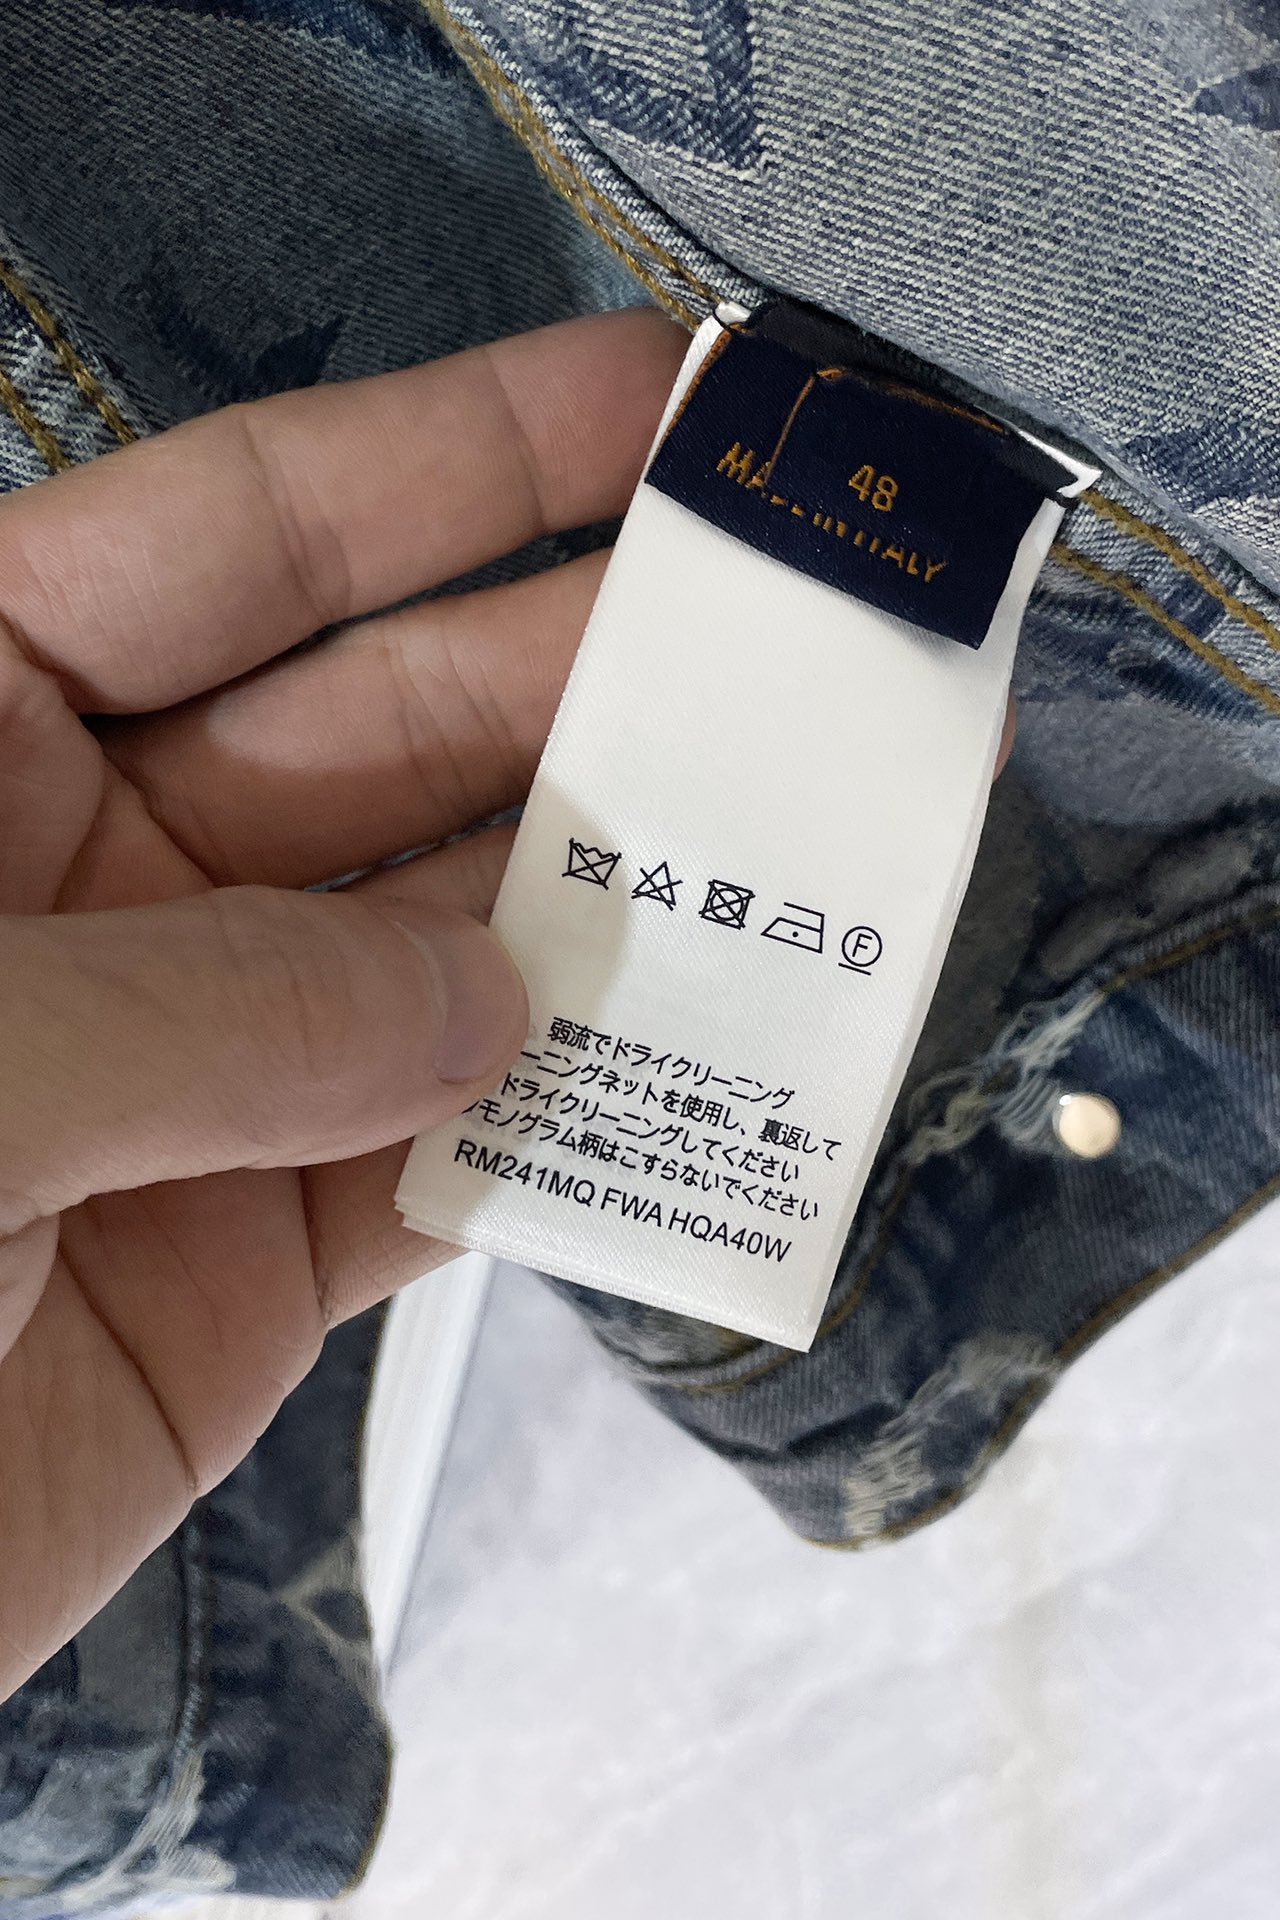 48
MADE IN ITALY
F
弱流でドライクリーニング
ーニングネットを使用し、裏返して
ドライクリーニングしてください
モノグラム柄はこすらないでください
RM241MQ FWA HQA40W